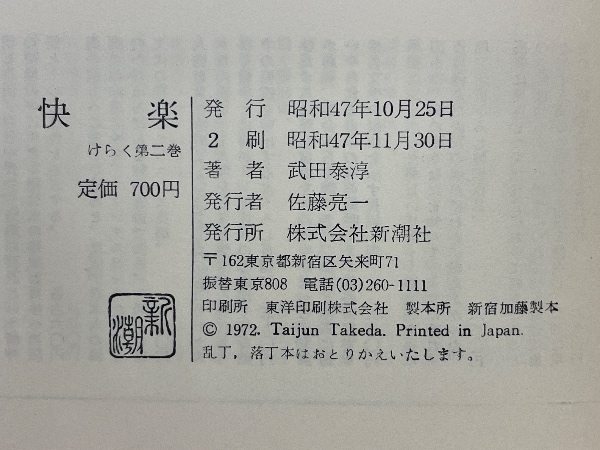 快楽
けらく第二巻
定価 700円
発行 昭和47年10月25日
2刷 昭和47年11月30日
著者 武田泰淳
発行者 佐藤亮一
発行所 株式会社新潮社
〒162東京都新宿区矢来町71
振替東京808 電話(03)260-1111
印刷所 東洋印刷株式会社 製本所 新宿加藤製本
© 1972. Taijun Takeda. Printed in Japan.
乱丁,落丁本はおとりかえいたします。
新潮